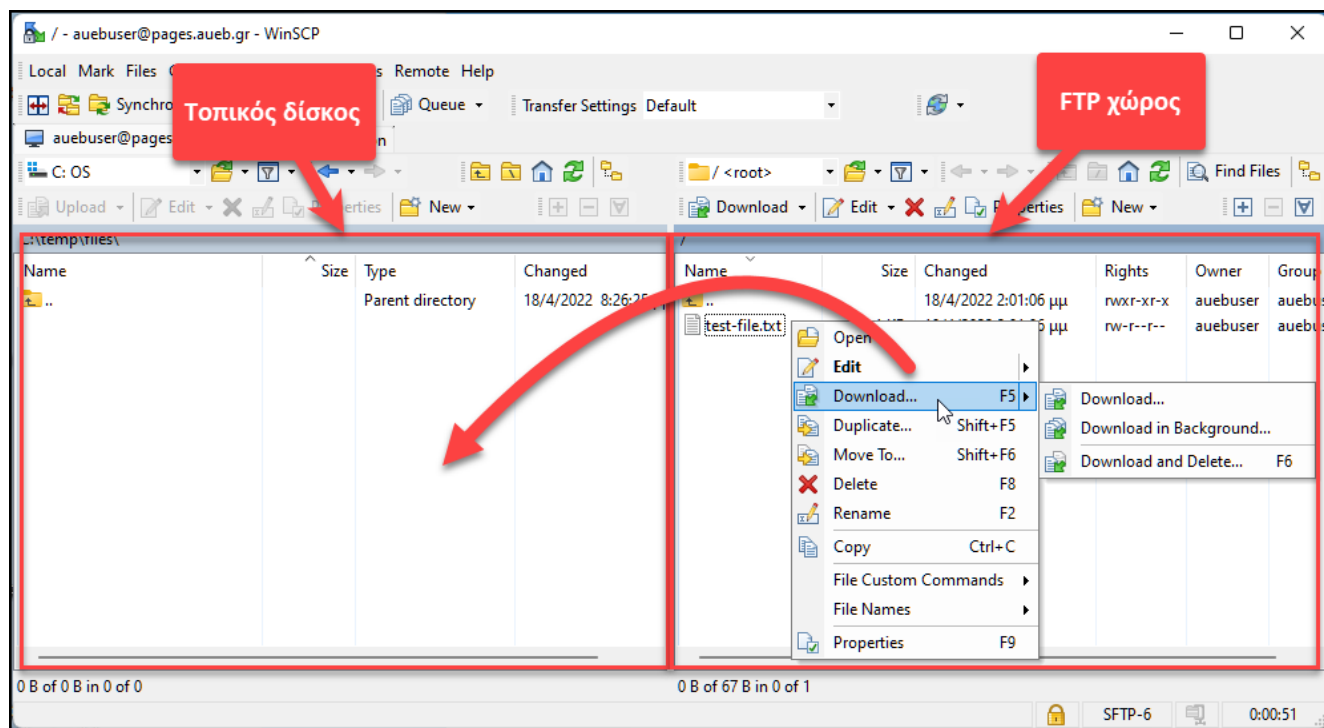 / - auebuser@pages.aueb.gr - WinSCP
Local Mark Files Remote Help
Τοπικός δίσκος
FTP χώρος
Synchro Queue Transfer Settings Default
auebuser@pages
C: OS / <root> Find Files
Upload Edit New Download Edit Properties New
C:\temp\files\ /
Name Size Type Changed Name Size Changed Rights Owner Group
.. Parent directory 18/4/2022 8:26:25 .. 18/4/2022 2:01:06 μμ rwxr-xr-x auebuser
test-file.txt μμ rw-r--r-- auebuser
Open
Edit
Download... F5 Download...
Duplicate... Shift+F5 Download in Background...
Move To... Shift+F6 Download and Delete... F6
Delete F8
Rename F2
Copy Ctrl+C
File Custom Commands
File Names
Properties F9
0 B of 0 B in 0 of 0 0 B of 67 B in 0 of 1
SFTP-6 0:00:51